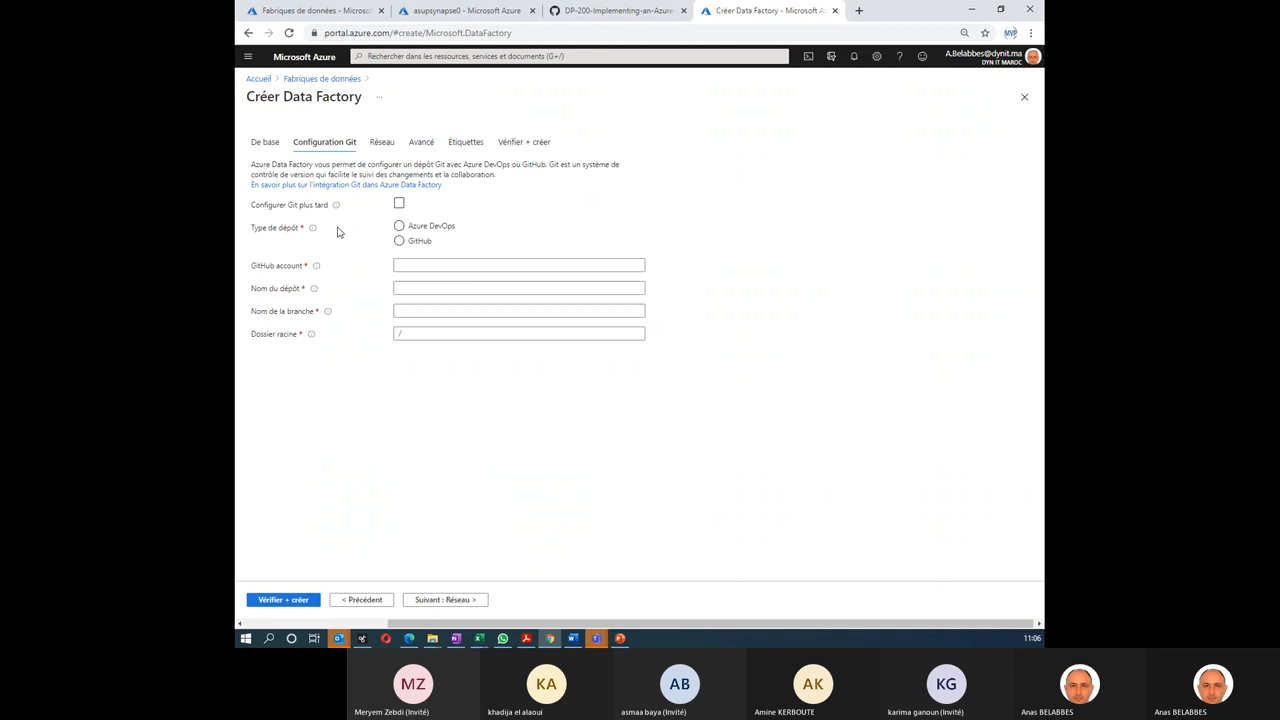 Fabriques de données - Microsoft
asupsynapse0 - Microsoft Azure
DP-200-Implementing-an-Azure
Créer Data Factory - Microsoft Az
portal.azure.com/#create/Microsoft.DataFactory
MVP
Microsoft Azure
Rechercher dans les ressources, services et documents (G+/)
A.Belabbes@dynit.ma
DYN IT MAROC
Accueil > Fabriques de données >
Créer Data Factory ...
De base Configuration Git Réseau Avancé Étiquettes Vérifier + créer
Azure Data Factory vous permet de configurer un dépôt Git avec Azure DevOps ou GitHub. Git est un système de
contrôle de version qui facilite le suivi des changements et la collaboration.
En savoir plus sur l'intégration Git dans Azure Data Factory
Configurer Git plus tard
Type de dépôt *
Azure DevOps
GitHub
GitHub account *
Nom du dépôt *
Nom de la branche *
Dossier racine *
/
Vérifier + créer
< Précédent
Suivant : Réseau >
11:06
MZ
KA
AB
AK
KG
Meryem Zebdi (Invité)
khadija el alaoui
asmaa baya (Invité)
Amine KERBOUTE
karima ganoun (Invité)
Anas BELABBES
Anas BELABBES